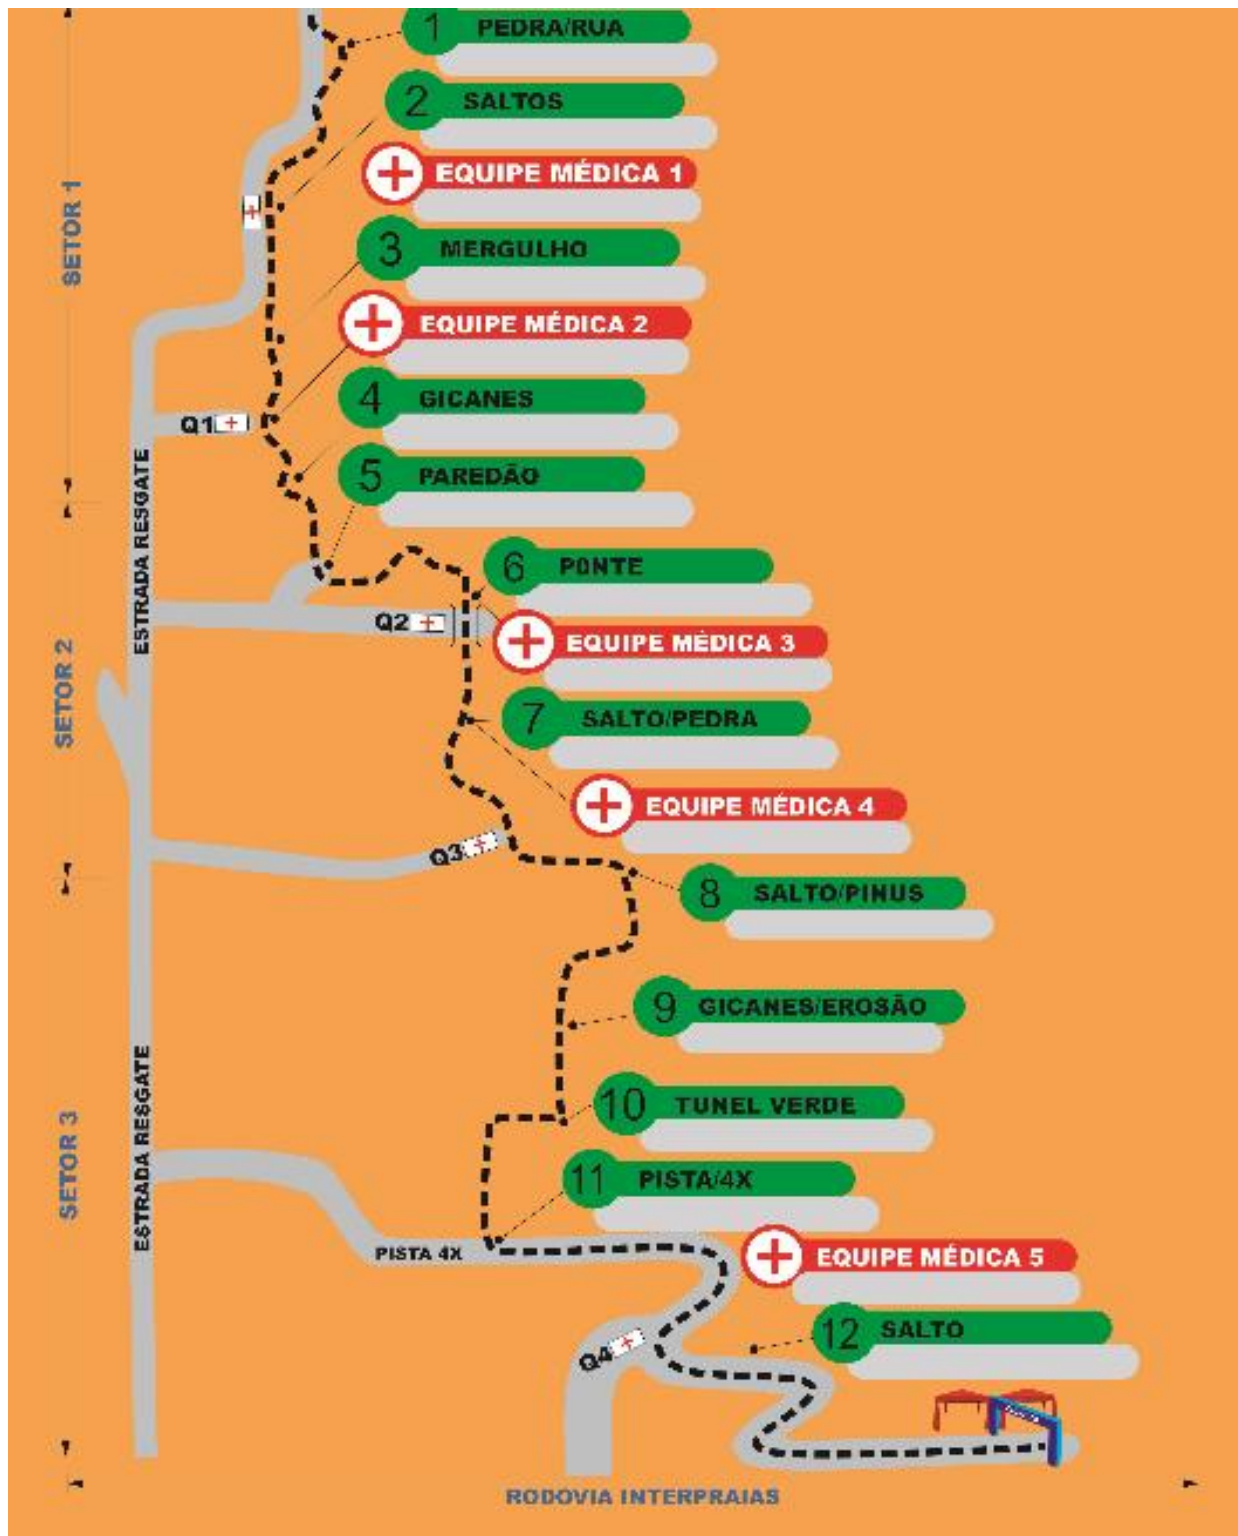 1 PEDRA/RUA
2 SALTOS
EQUIPE MÉDICA 1
SETOR 1
3 MERGULHO
EQUIPE MÉDICA 2
4 GICANES
Q1
5 PAREDÃO
ESTRADA RESGATE
6 P0NTE
Q2
EQUIPE MÉDICA 3
SETOR 2
7 SALTO/PEDRA
EQUIPE MÉDICA 4
Q3
8 SALTO/PINUS
9 GICANES/EROSÃO
10 TUNEL VERDE
ESTRADA RESGATE
SETOR 3
11 PISTA/4X
PISTA 4X
EQUIPE MÉDICA 5
12 SALTO
Q4
RODOVIA INTERPRAIAS